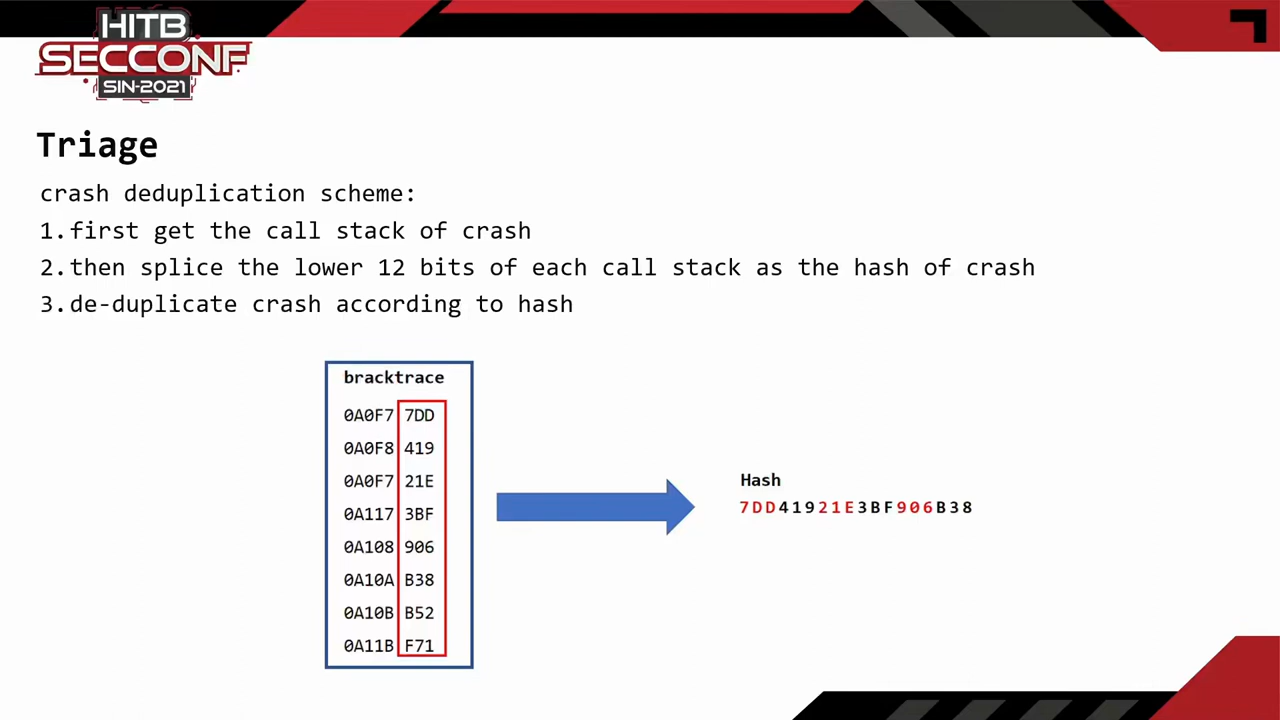 HITB
SECCONF
SIN-2021
Triage
crash deduplication scheme:
1.first get the call stack of crash
2.then splice the lower 12 bits of each call stack as the hash of crash
3.de-duplicate crash according to hash
bracktrace
0A0F7 7DD
0A0F8 419
0A0F7 21E
0A117 3BF
0A108 906
0A10A B38
0A10B B52
0A11B F71
Hash
7DD41921E3BF906B38